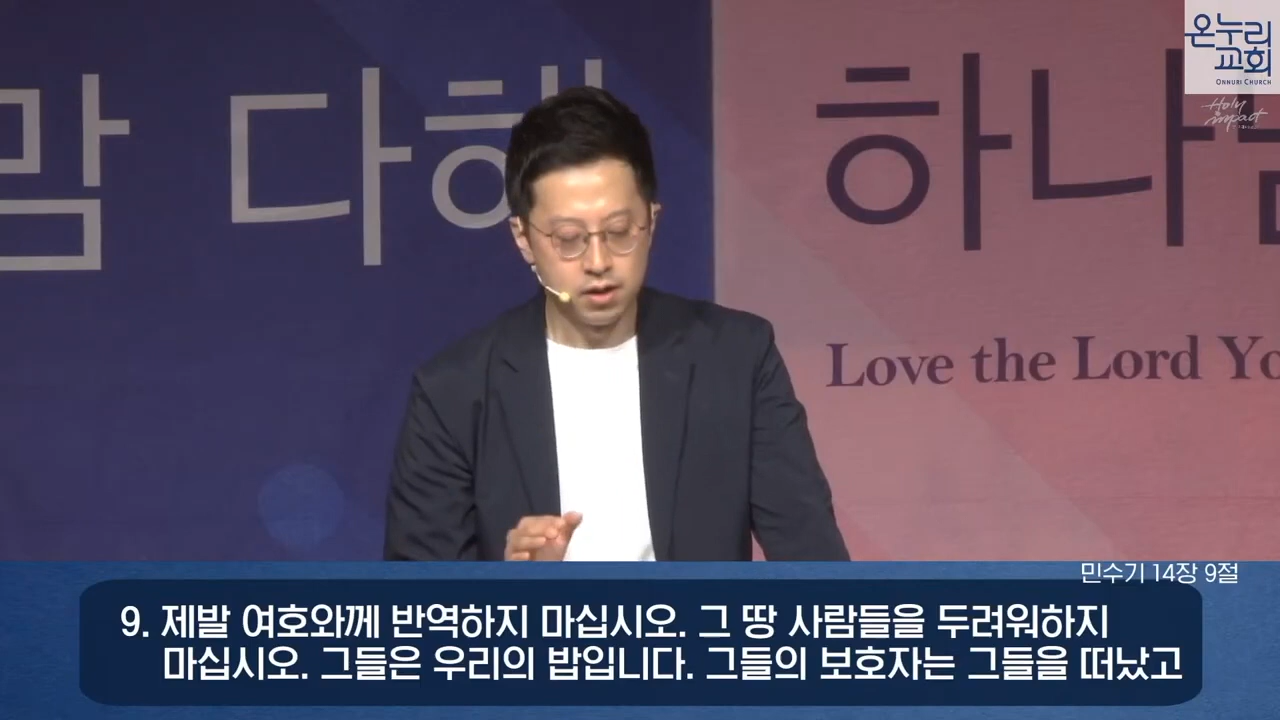 맘 다해
하나
Love the Lord Yo
온누리
교회
ONNURI CHURCH
Holy
impact
민수기 14장 9절
9. 제발 여호와께 반역하지 마십시오. 그 땅 사람들을 두려워하지
마십시오. 그들은 우리의 밥입니다. 그들의 보호자는 그들을 떠났고